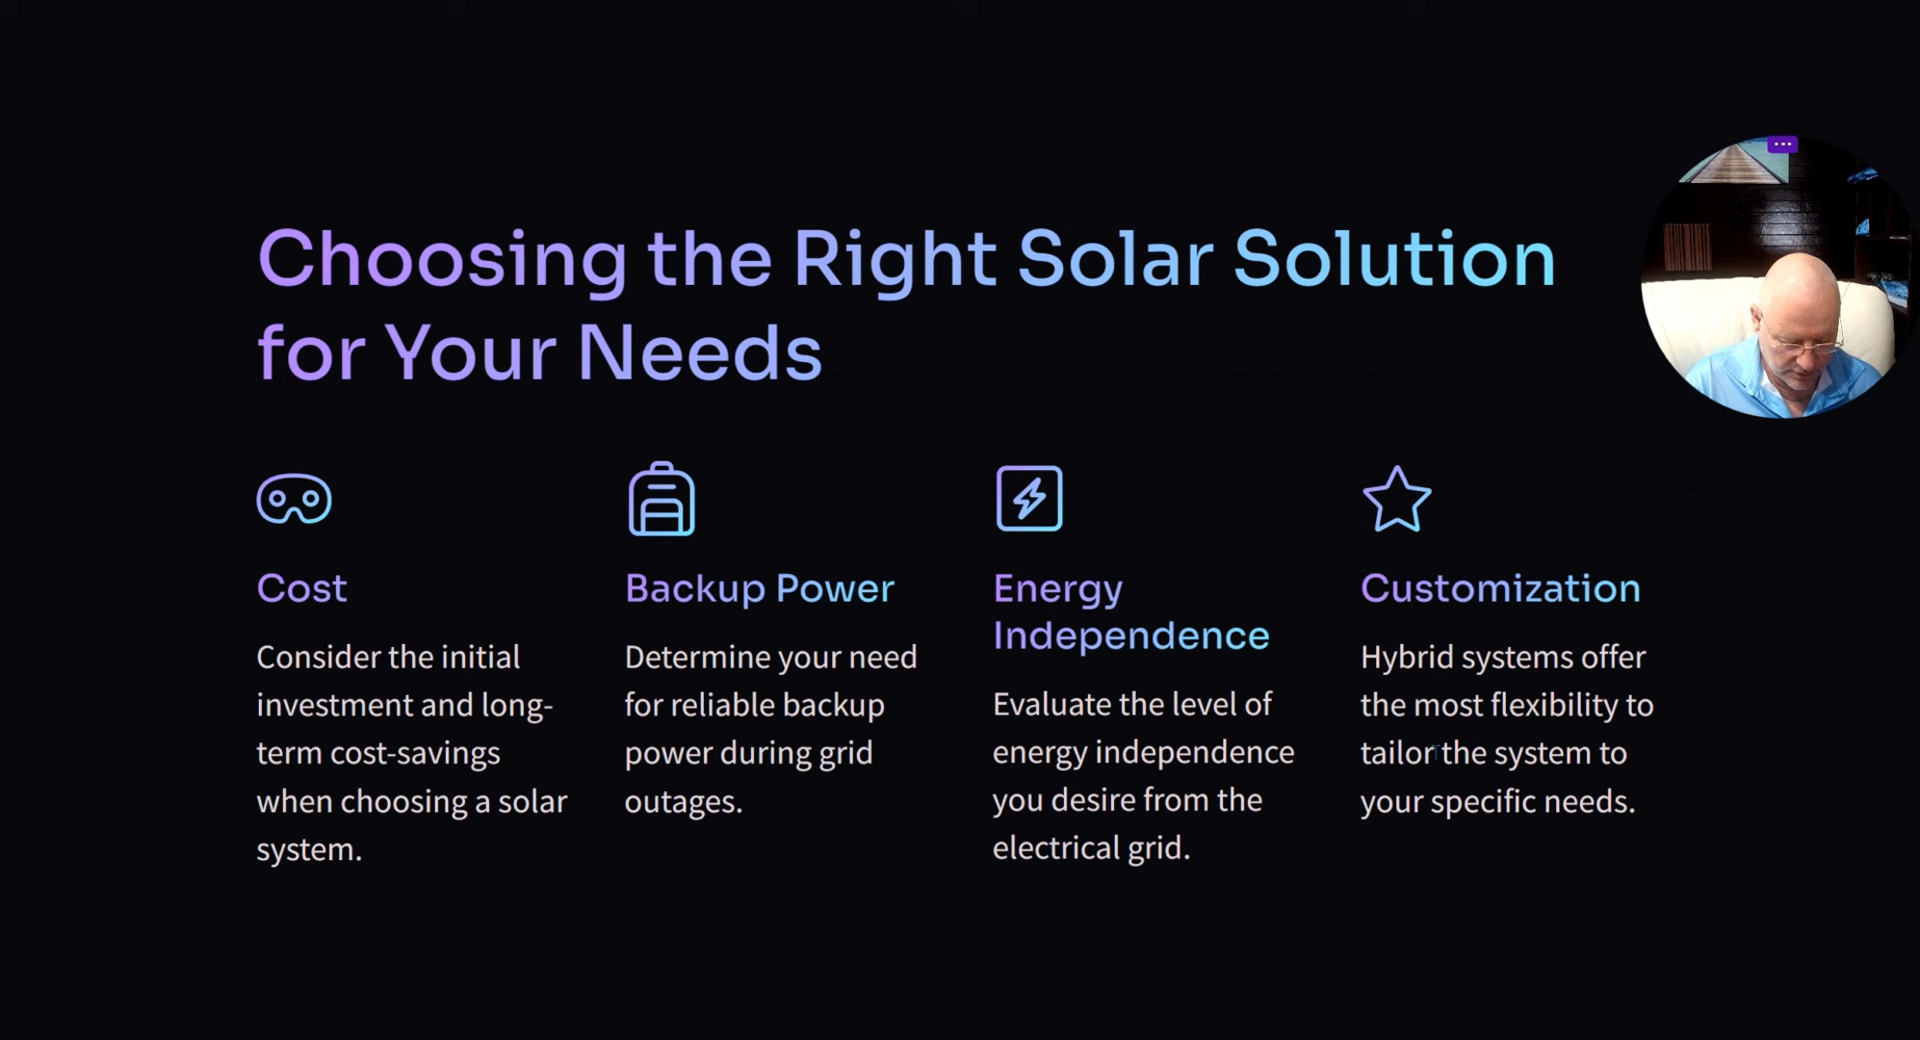 Choosing the Right Solar Solution
for Your Needs
Cost
Consider the initial
investment and long-
term cost-savings
when choosing a solar
system.
Backup Power
Determine your need
for reliable backup
power during grid
outages.
Energy
Independence
Evaluate the level of
energy independence
you desire from the
electrical grid.
Customization
Hybrid systems offer
the most flexibility to
tailor the system to
your specific needs.